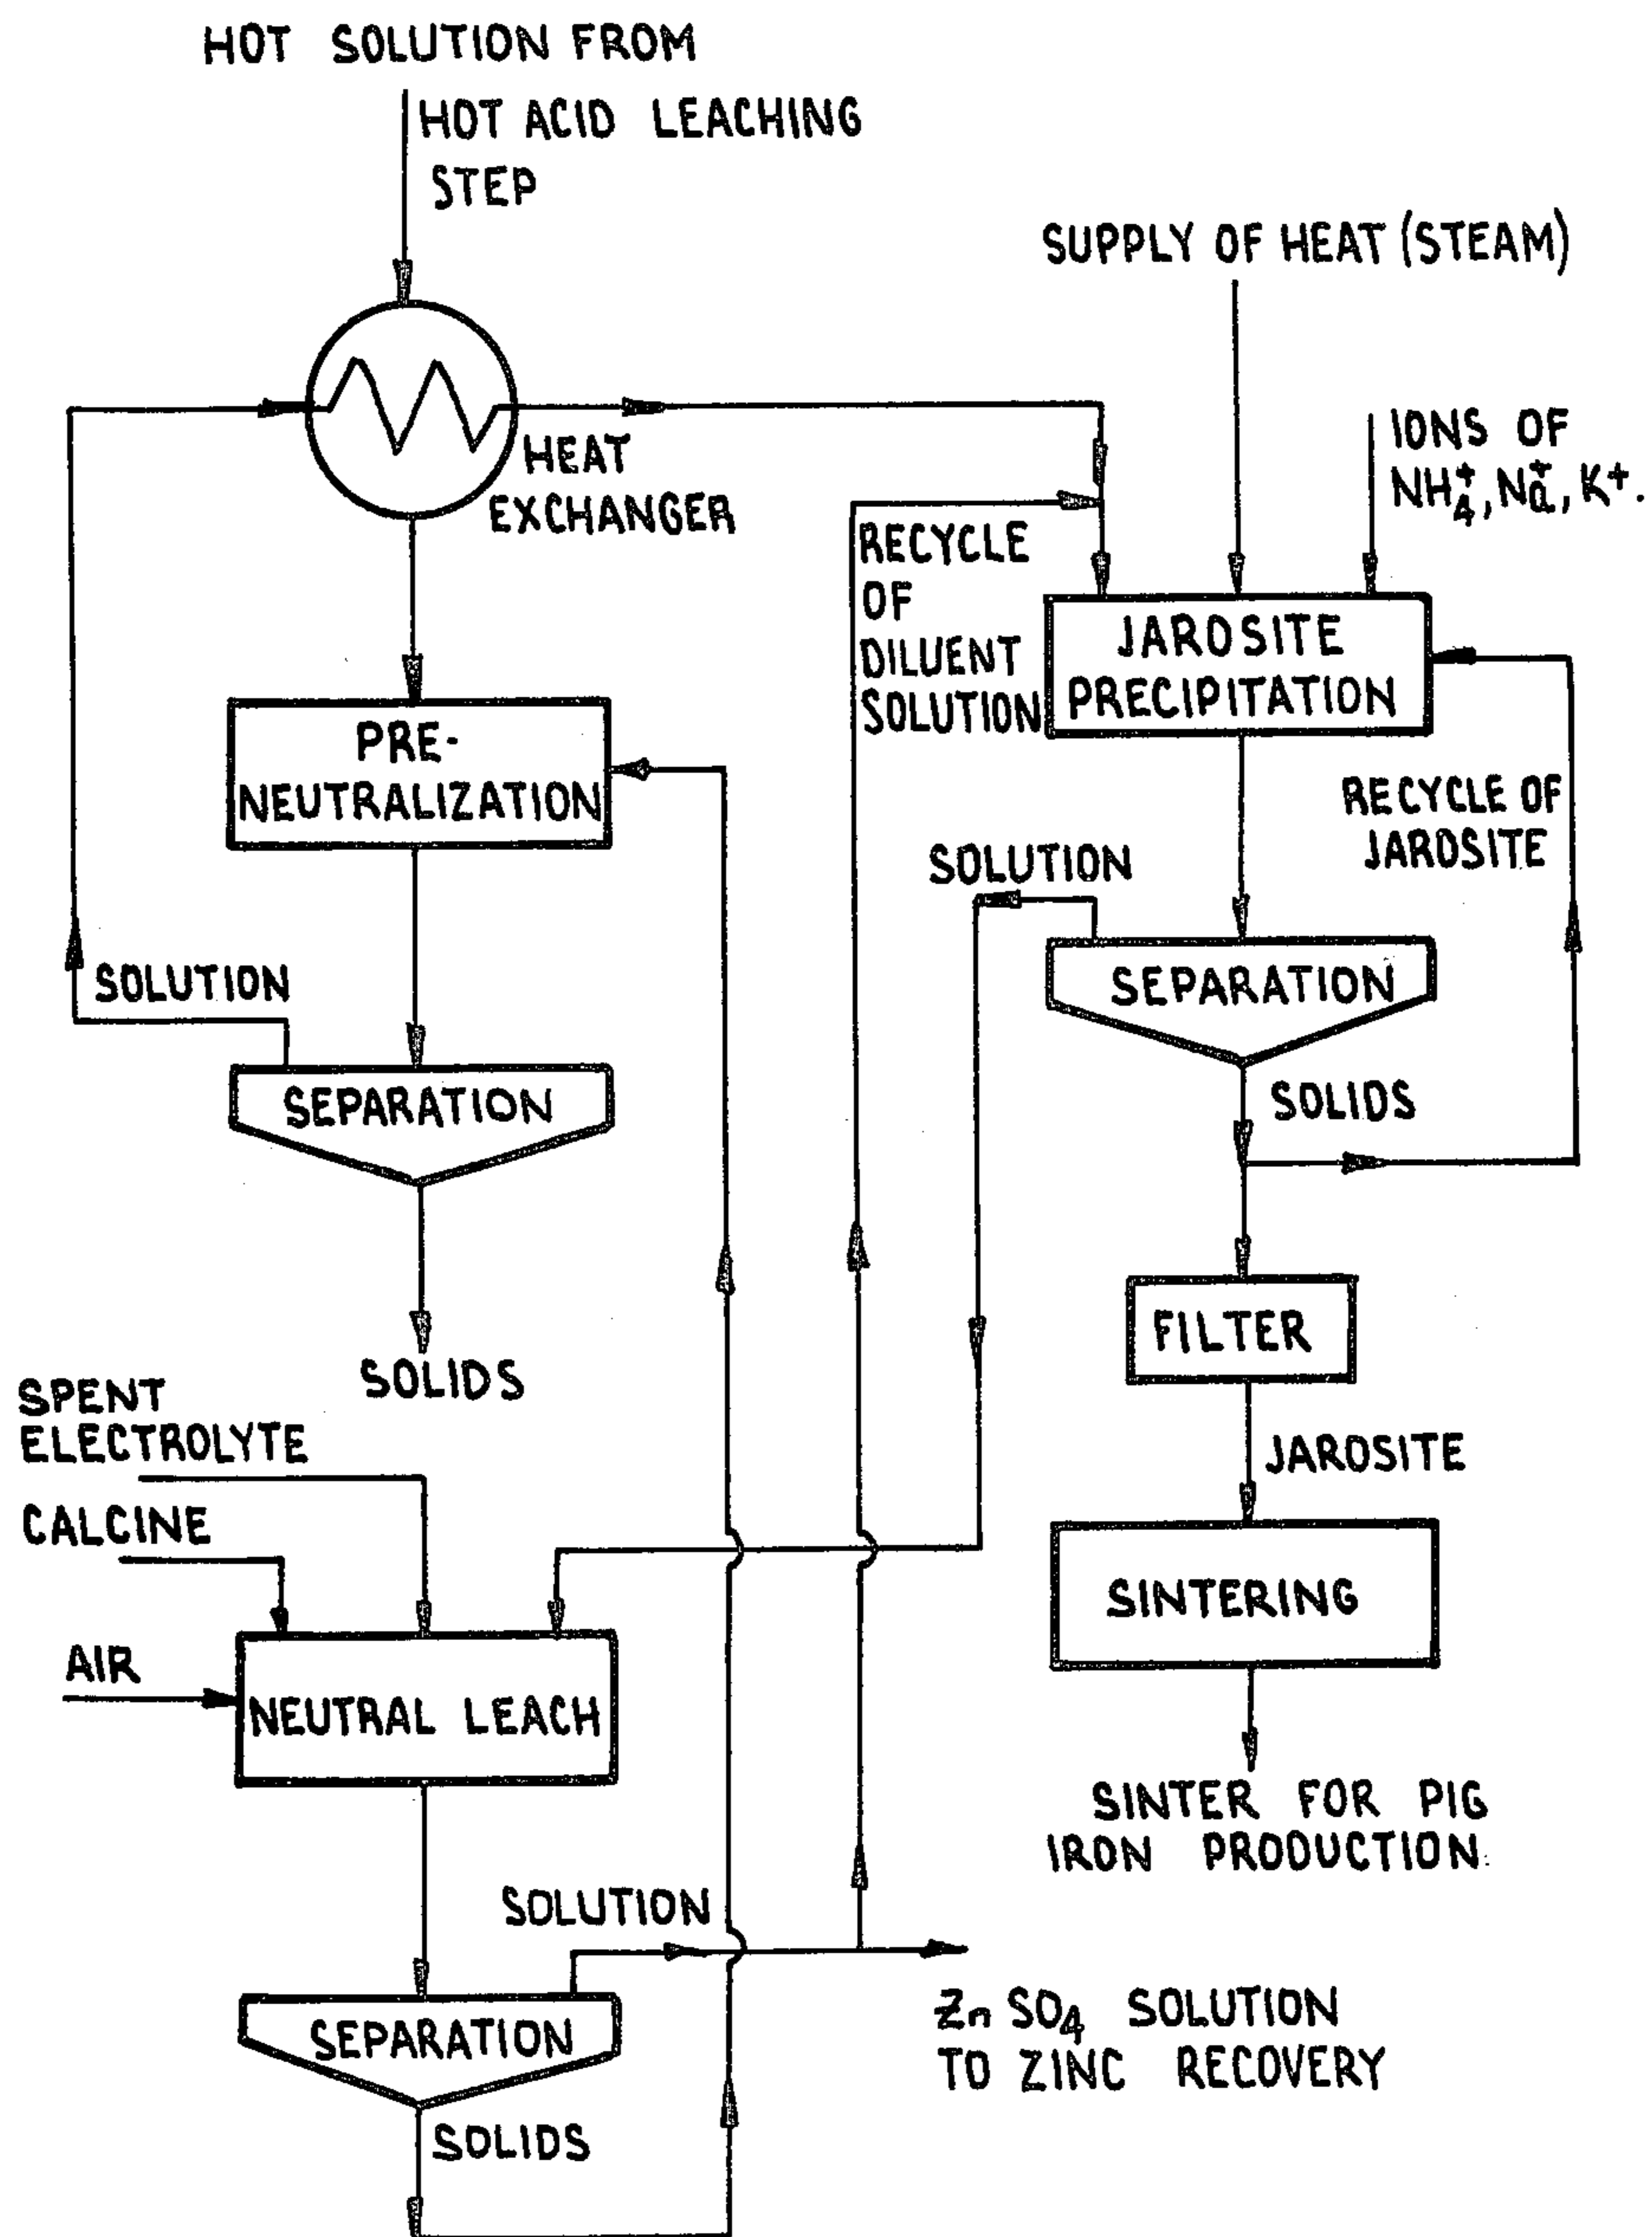 HOT SOLUTION FROM
HOT ACID LEACHING
STEP
SUPPLY OF HEAT (STEAM)
IONS OF
NH₄⁺, Na⁺, K⁺.
HEAT
EXCHANGER
RECYCLE
OF
DILUENT
SOLUTION
JAROSITE
PRECIPITATION
PRE-
NEUTRALIZATION
RECYCLE OF
JAROSITE
SOLUTION
SOLUTION
SEPARATION
SEPARATION
SOLIDS
FILTER
SOLIDS
SPENT
ELECTROLYTE
JAROSITE
CALCINE
SINTERING
AIR
NEUTRAL LEACH
SINTER FOR PIG
IRON PRODUCTION.
SOLUTION
SEPARATION
ZnSO₄ SOLUTION
TO ZINC RECOVERY
SOLIDS